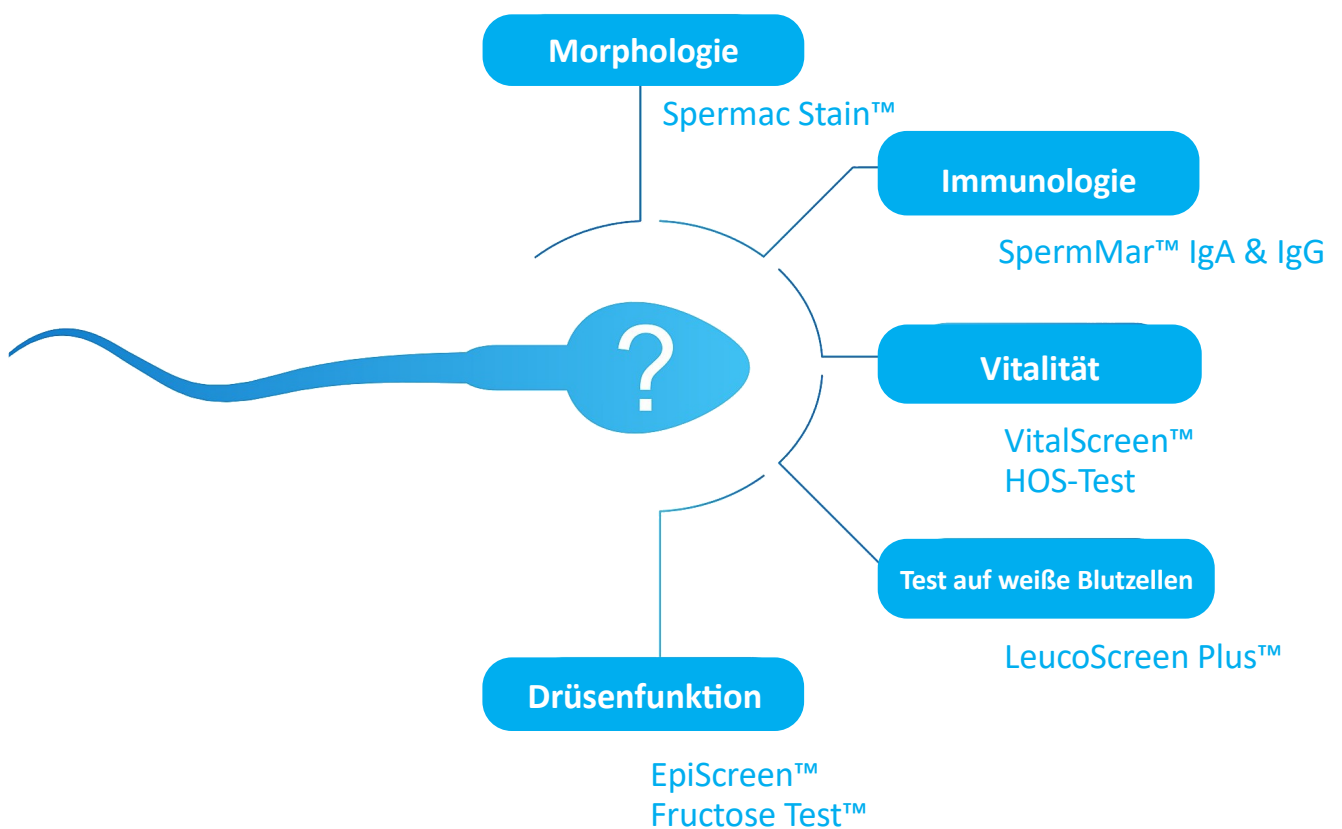 Morphologie
Spermac Stain™
Immunologie
SpermMar™ IgA & IgG
?
Vitalität
VitalScreen™
HOS-Test
Test auf weiße Blutzellen
LeucoScreen Plus™
Drüsenfunktion
EpiScreen™
Fructose Test™